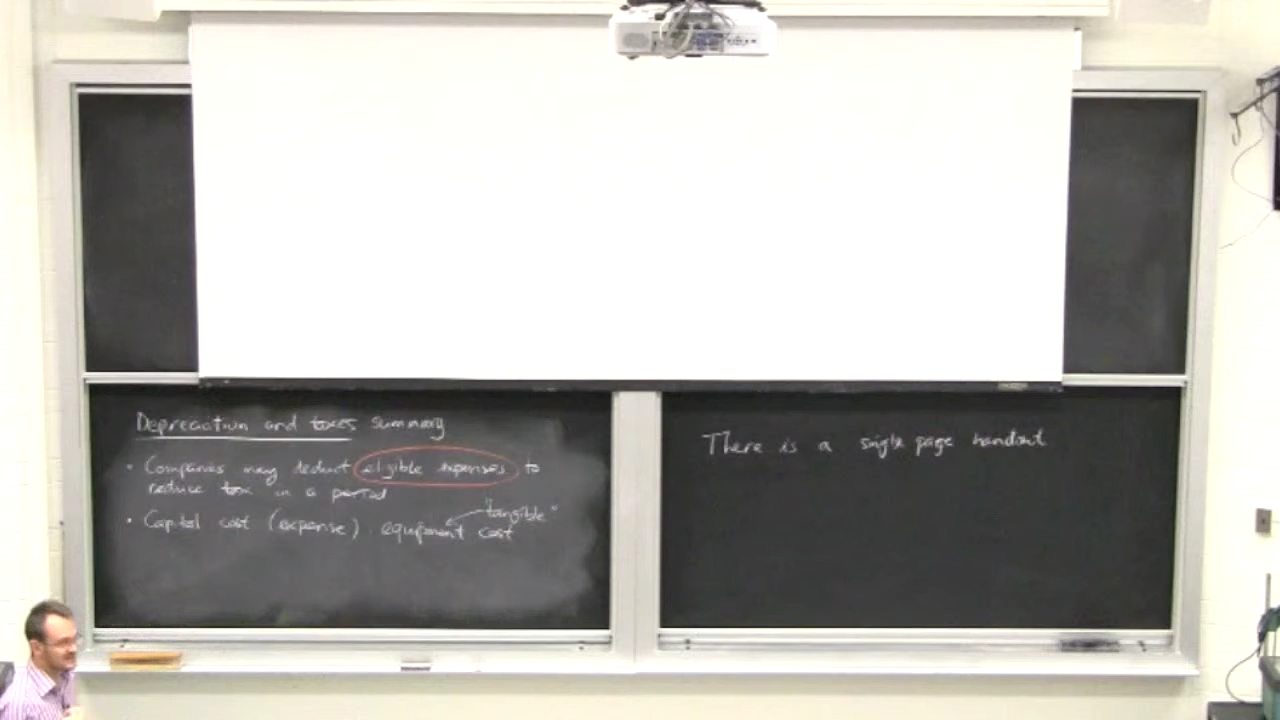 Depreciation and taxes summary
• Companies may deduct eligible expenses to
reduce tax in a period
• Capital cost (expense) . equipment cost
"tangible"
There is a single page handout